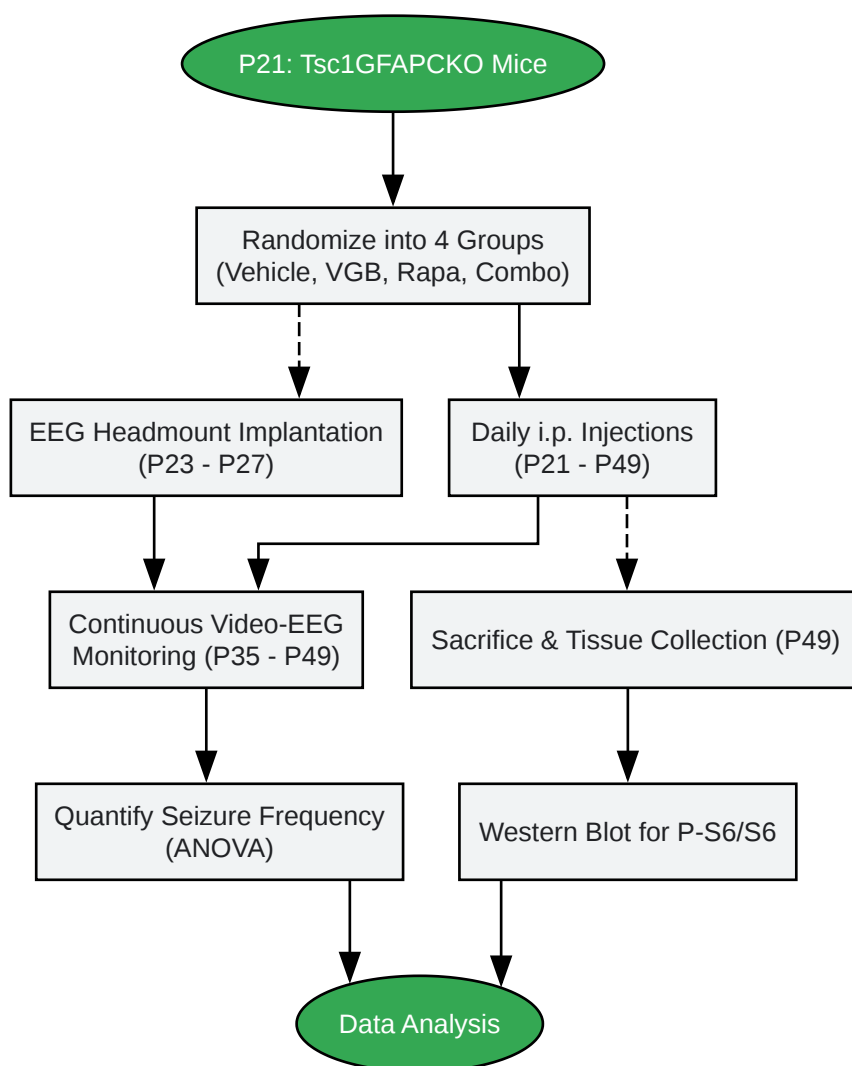 P21: Tsc1GFAPCKO Mice
Randomize into 4 Groups
(Vehicle, VGB, Rapa, Combo)
EEG Headmount Implantation
(P23 - P27)
Daily i.p. Injections
(P21 - P49)
Continuous Video-EEG
Monitoring (P35 - P49)
Sacrifice & Tissue Collection (P49)
Quantify Seizure Frequency
(ANOVA)
Western Blot for P-S6/S6
Data Analysis